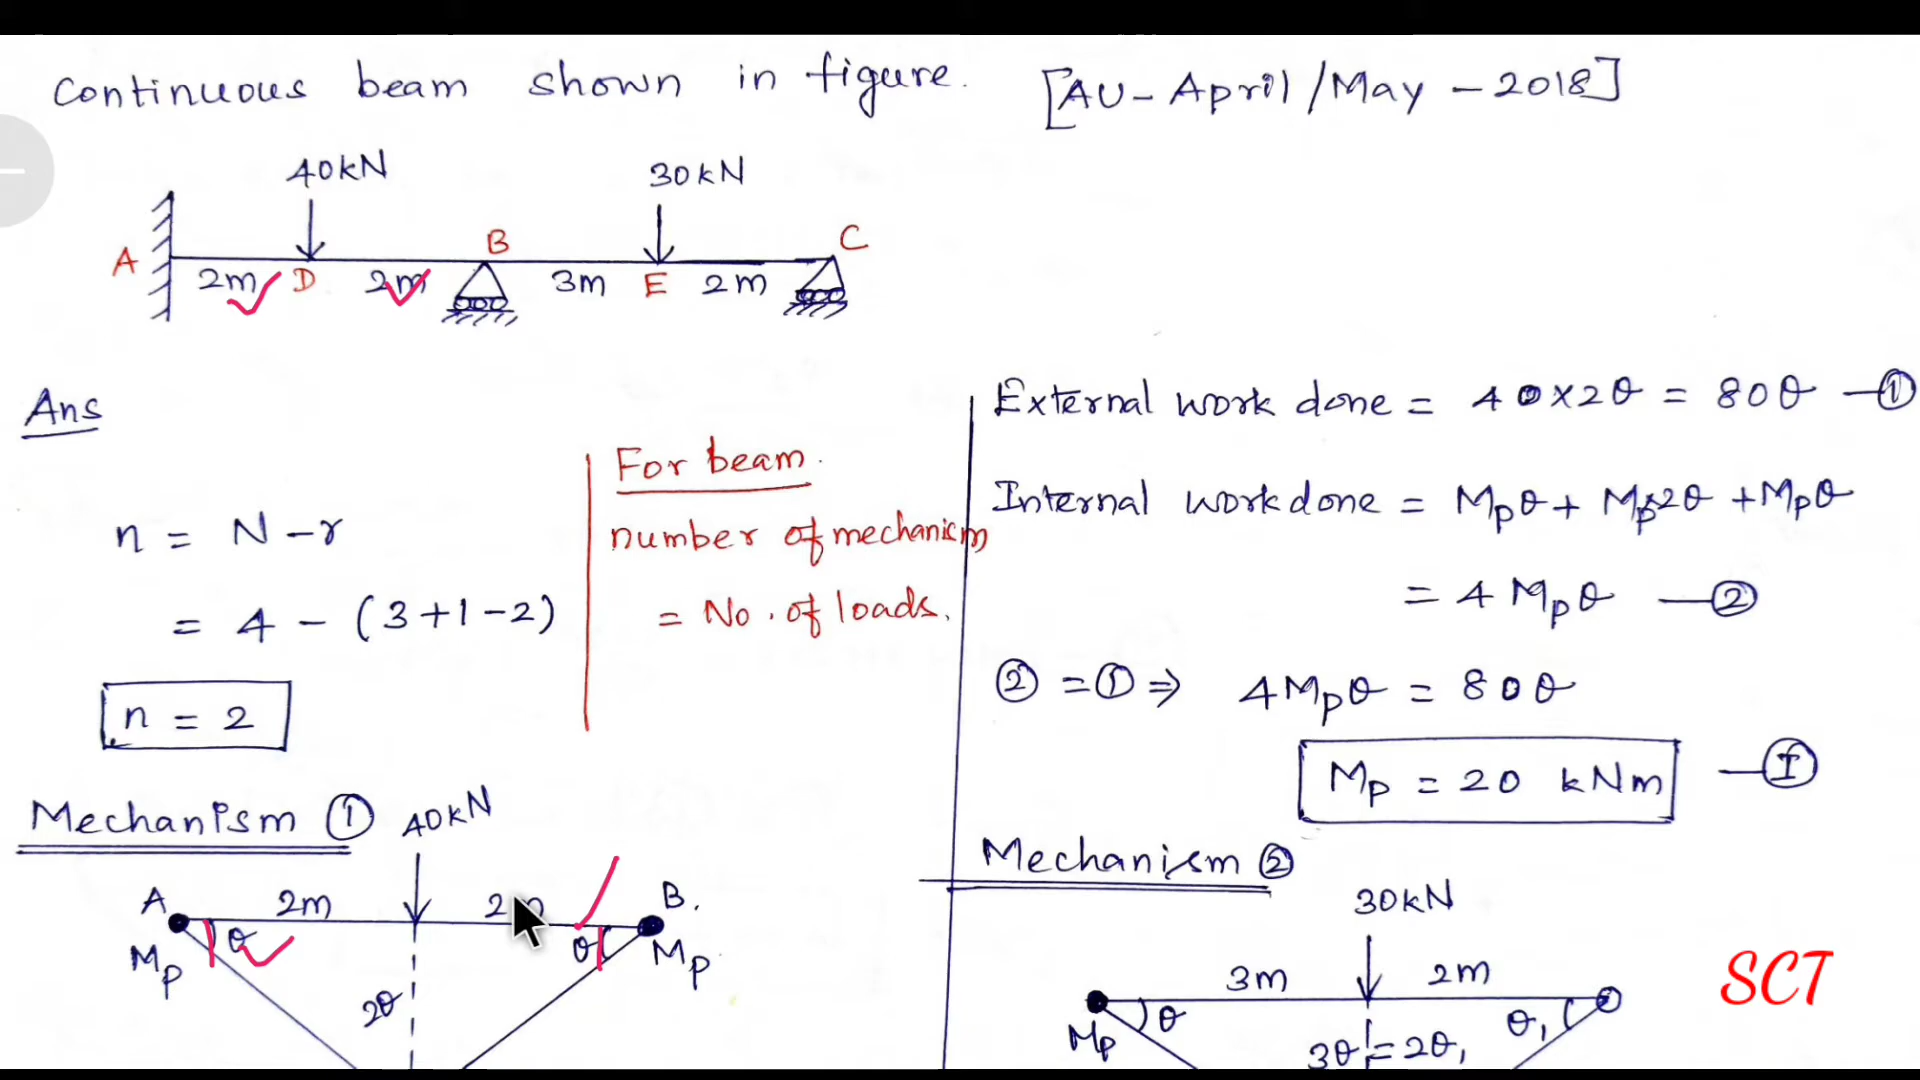 continuous beam shown in figure. [AU-April/May-2018]
40kN 30kN
A B C
2m D 2m 3m E 2m
Ans
n = N-r
= 4 - (3+1-2)
n = 2
For beam.
number of mechanism
= No. of loads.
Mechanism ①
40kN
A 2m 2m B.
θ θ
Mp Mp
2θ
External work done = 40×2θ = 80θ —①
Internal workdone = Mpθ + Mp2θ + Mpθ
= 4 Mpθ —②
② = ① ⇒ 4Mpθ = 80θ
Mp = 20 kNm —Ⓘ
Mechanism ②
30kN
3m 2m
θ θ₁
Mp
3θ = 2θ₁
SCT